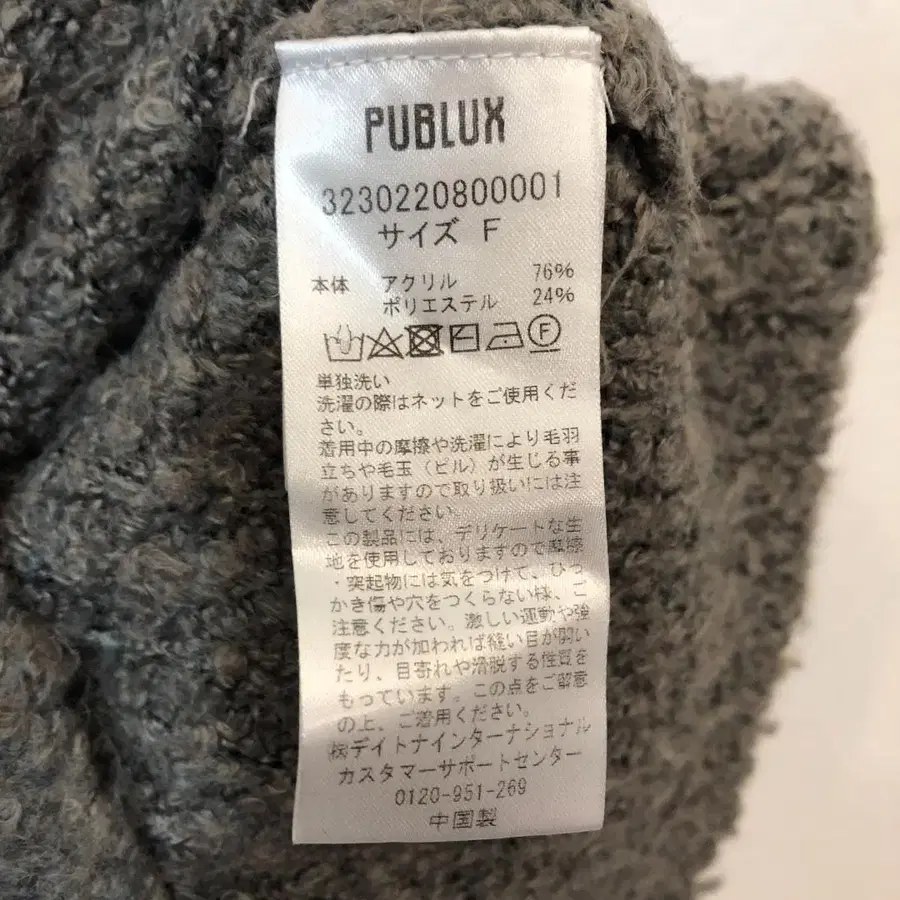 PUBLUX
3230220800001
サイズ F
本体 アクリル 76%
ポリエステル 24%
F
単独洗い
洗濯の際はネットをご使用くだ
さい。
着用中の摩擦や洗濯により毛羽
立ちや毛玉（ピル）が生じる事
がありますので取り扱いには注
意してください。
この製品には、デリケートな生
地を使用しておりますので摩擦
・突起物には気をつけて、ひっ
かき傷や穴をつくらない様、ご
注意ください。激しい運動や強
度な力が加われば縫い目が弱い
たり、目寄れや滑脱する性質を
もっています。この点をご留意
の上、ご着用ください。
㈱デイトナインターナショナル
カスタマーサポートセンター
0120-951-269
中国製